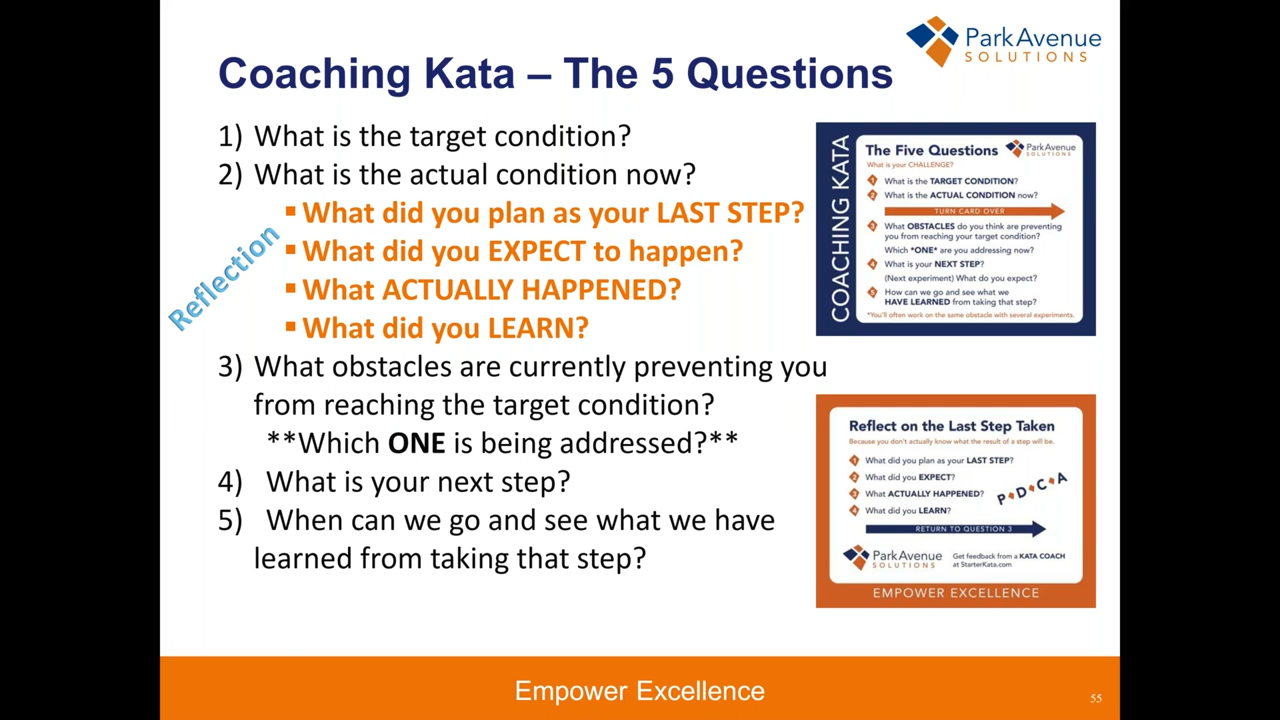 Park Avenue
SOLUTIONS
Coaching Kata – The 5 Questions
1) What is the target condition?
2) What is the actual condition now?
▪ What did you plan as your LAST STEP?
▪ What did you EXPECT to happen?
▪ What ACTUALLY HAPPENED?
▪ What did you LEARN?
Reflection
3) What obstacles are currently preventing you
from reaching the target condition?
**Which ONE is being addressed?**
4) What is your next step?
5) When can we go and see what we have
learned from taking that step?
COACHING KATA
The Five Questions
ParkAvenue
SOLUTIONS
What is your CHALLENGE?
1 What is the TARGET CONDITION?
2 What is the ACTUAL CONDITION now?
TURN CARD OVER
3 What OBSTACLES do you think are preventing
you from reaching your target condition?
Which *ONE* are you addressing now?
4 What is your NEXT STEP?
(Next experiment) What do you expect?
5 How can we go and see what we
HAVE LEARNED from taking that step?
*You'll often work on the same obstacle with several experiments.
Reflect on the Last Step Taken
Because you don't actually know what the result of a step will be.
1 What did you plan as your LAST STEP?
2 What did you EXPECT?
3 What ACTUALLY HAPPENED?
4 What did you LEARN?
P D C A
RETURN TO QUESTION 3
ParkAvenue
SOLUTIONS
Get feedback from a KATA COACH
at StarterKata.com
EMPOWER EXCELLENCE
Empower Excellence
55